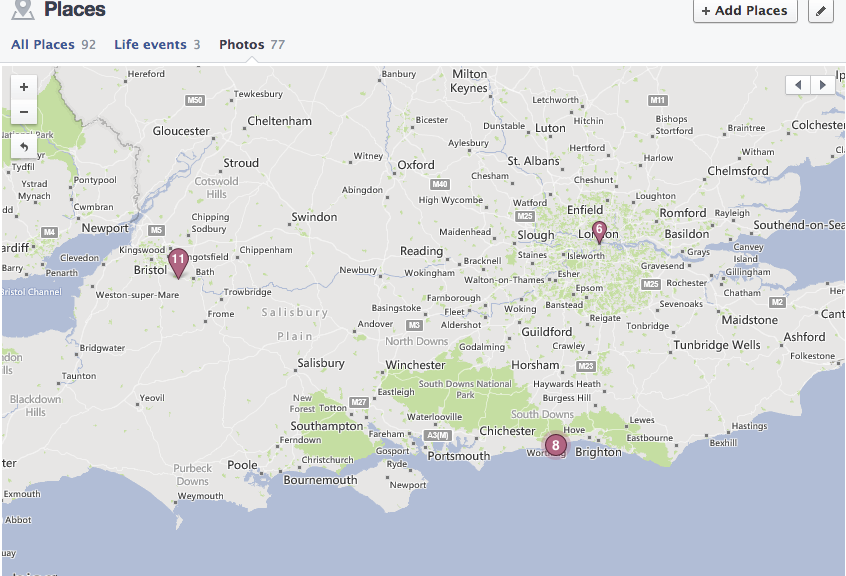 Places
+ Add Places
All Places 92 Life events 3 Photos 77
Hereford
Banbury
Milton
Keynes
M50
Tewkesbury
Letchworth
M11
Gloucester
Cheltenham
Bicester
Dunstable
Luton
Hitchin
Bishops
Stortford
Braintree
Colchester
National Park
Aylesbury
Hertford
Stroud
Witney
Oxford
St. Albans
Harlow
Witham
Tydfil
Ystrad
Mynach
Pontypool
Cotswold
Hills
Abingdon
M40
Chesham
Cheshunt
Chelmsford
Cwmbran
Chipping
Sodbury
Swindon
High Wycombe
Watford
M25
Enfield
Loughton
Romford
Rayleigh
Newport
M4
M5
Maidenhead
Slough
6
London
Basildon
Southend-on-Sea
Clevedon
Kingswood
Chippenham
Reading
Bracknell
Staines
Isleworth
Grays
Canvey
Island
Barry
Penarth
11
Bristol
Bath
Newbury
Wokingham
Walton-on-Thames
Esher
Gravesend
Gillingham
Bristol Channel
Weston-super-Mare
Trowbridge
Farnborough
Epsom
M25
Rochester
Chatham
M2
Frome
Salisbury
Plain
Basingstoke
Fleet
Woking
Banstead
Sevenoaks
Andover
M3
Aldershot
Guildford
Reigate
Tonbridge
Maidstone
Bridgwater
North Downs
Godalming
Crawley
Tunbridge Wells
Ashford
Folkestone
Taunton
Salisbury
Winchester
Horsham
M23
Blackdown
Hills
Yeovil
New
Forest
Totton
M27
Eastleigh
South Downs National
Park
Haywards Heath
Burgess Hill
Southampton
Waterlooville
South Downs
Lewes
Ferndown
Fareham
A3(M)
Chichester
8
Hove
Eastbourne
Hastings
Bexhill
Christchurch
Gosport
Portsmouth
Brighton
Purbeck
Downs
Poole
Bournemouth
Ryde
Newport
Exmouth
Weymouth
Abbot